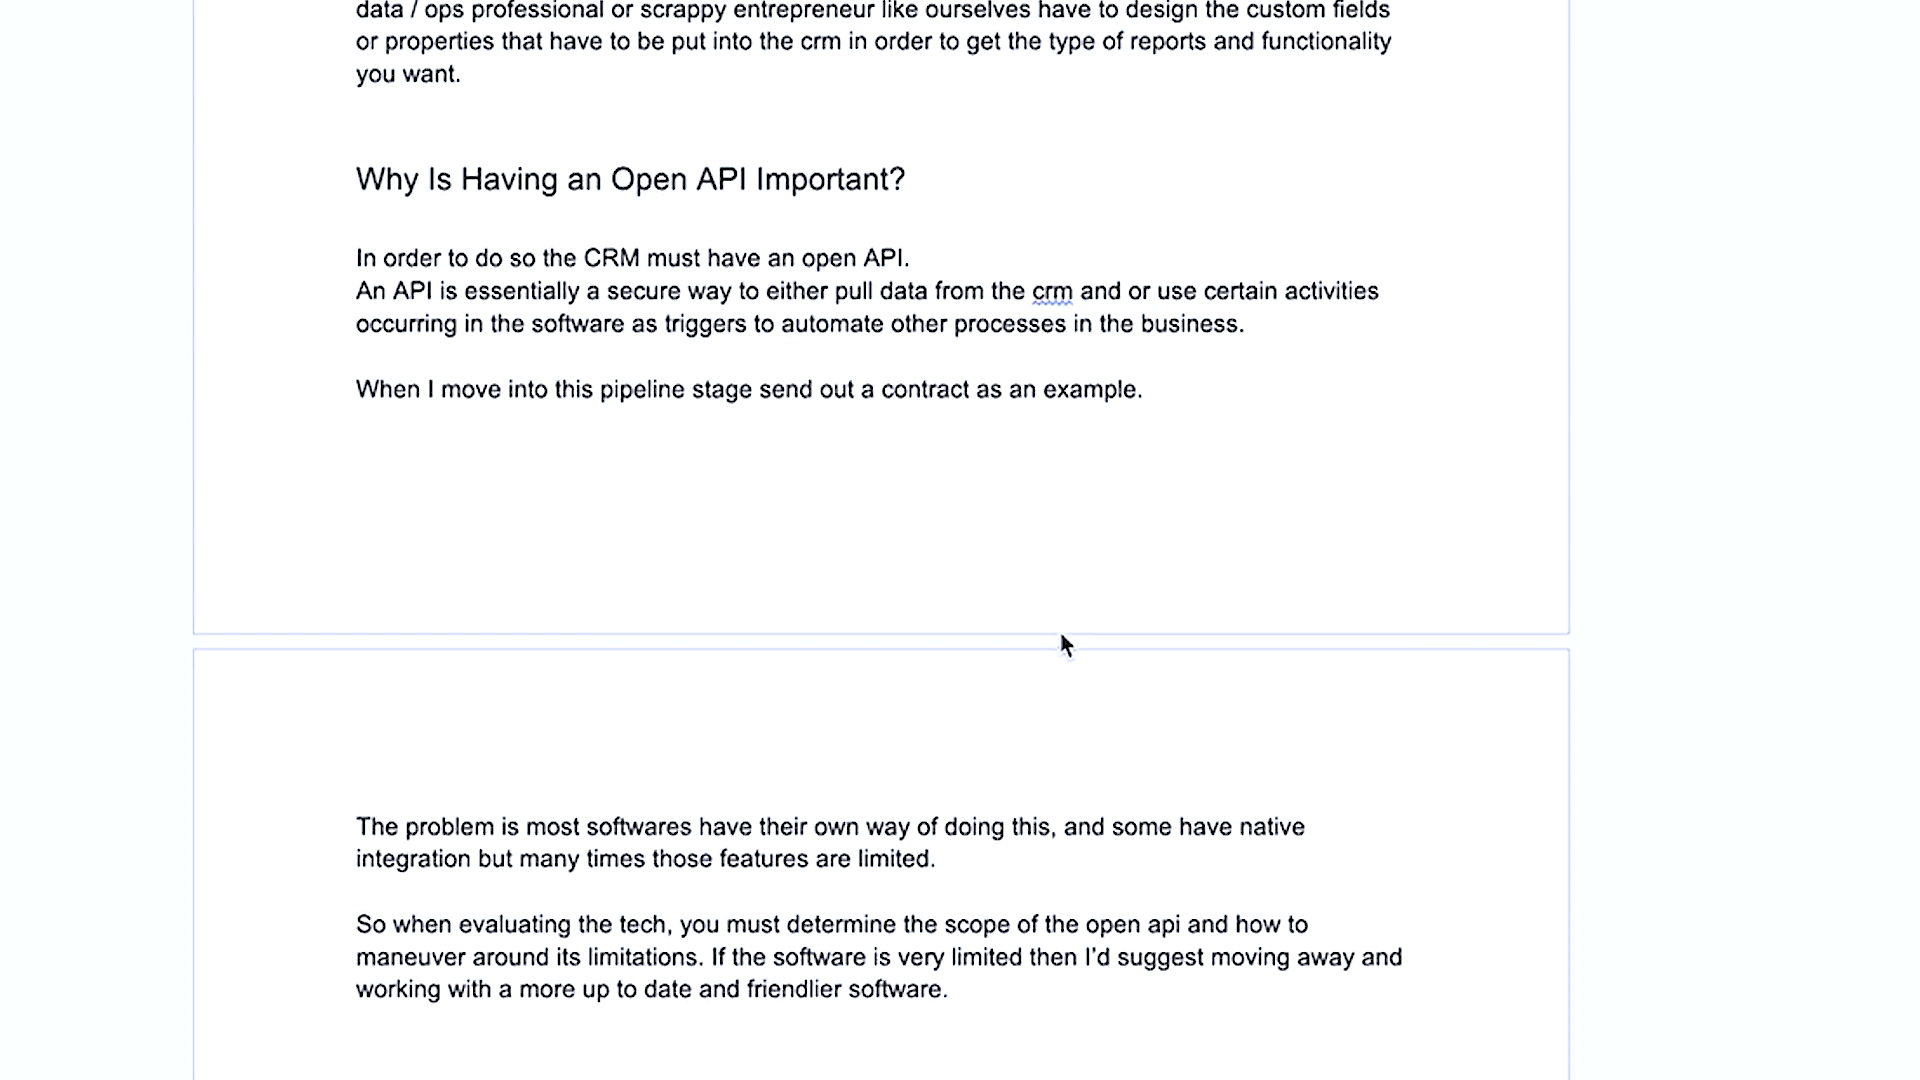 data / ops professional or scrappy entrepreneur like ourselves have to design the custom fields
or properties that have to be put into the crm in order to get the type of reports and functionality
you want.
Why Is Having an Open API Important?
In order to do so the CRM must have an open API.
An API is essentially a secure way to either pull data from the crm and or use certain activities
occurring in the software as triggers to automate other processes in the business.
When I move into this pipeline stage send out a contract as an example.
The problem is most softwares have their own way of doing this, and some have native
integration but many times those features are limited.
So when evaluating the tech, you must determine the scope of the open api and how to
maneuver around its limitations. If the software is very limited then I'd suggest moving away and
working with a more up to date and friendlier software.